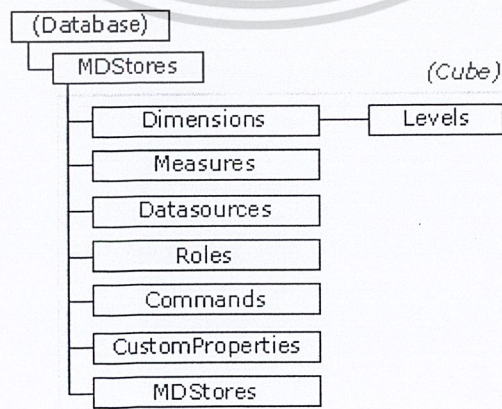 (Database)
MDStores
(Cube)
Dimensions
Levels
Measures
Datasources
Roles
Commands
CustomProperties
MDStores